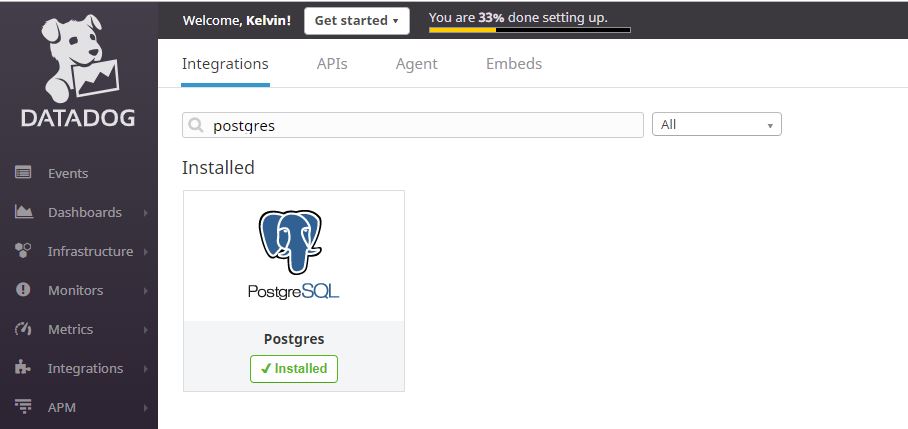 DATADOG
Events
Dashboards
Infrastructure
Monitors
Metrics
Integrations
APM
Welcome, Kelvin!
Get started
You are 33% done setting up.
Integrations APIs Agent Embeds
postgres
All
Installed
PostgreSQL
Postgres
Installed